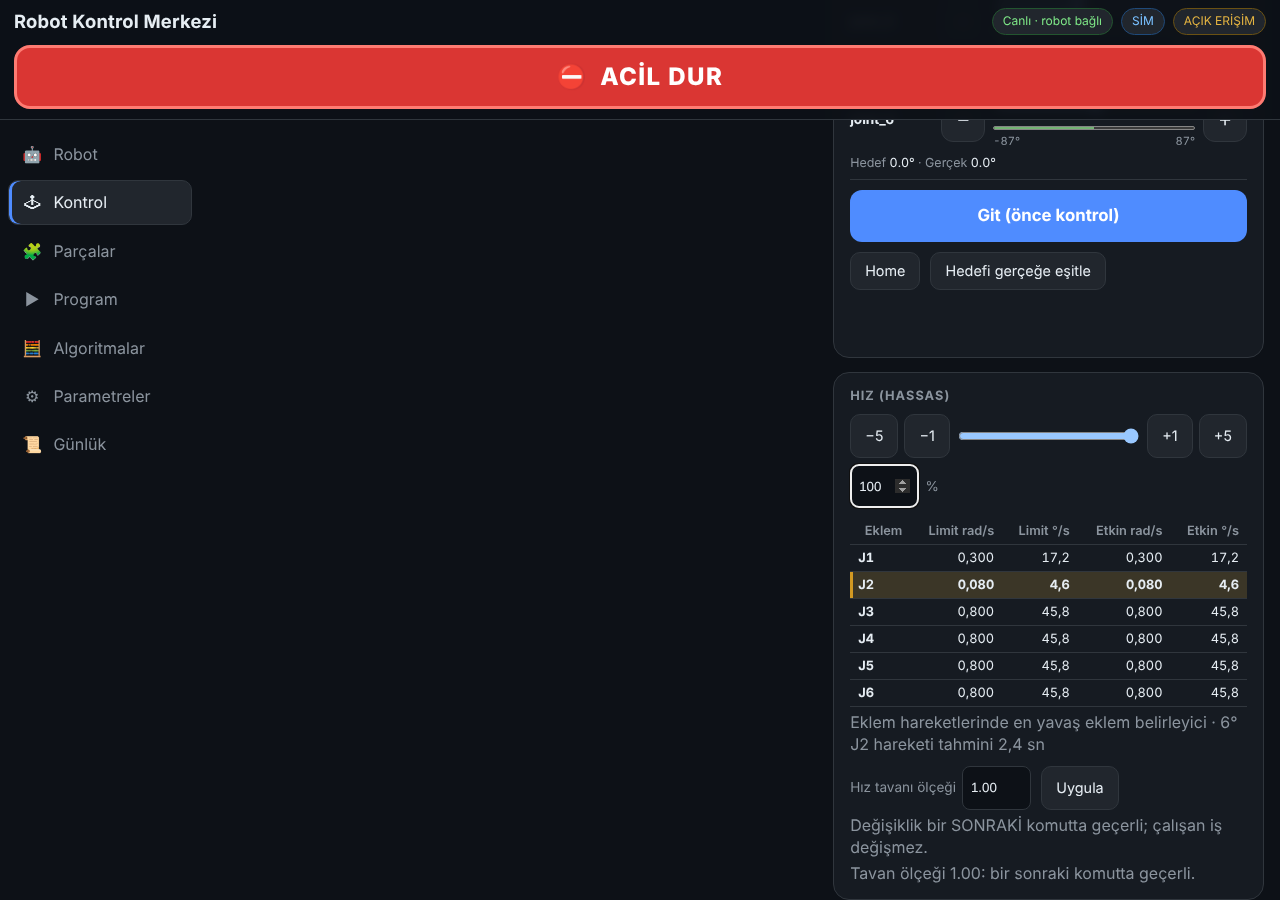 Robot Kontrol Merkezi
Canlı · robot bağlı
SİM
AÇIK ERİŞİM
ACİL DUR
Robot
Kontrol
Parçalar
Program
Algoritmalar
Parametreler
Günlük
− +
-87° 87°
Hedef 0.0° · Gerçek 0.0°
Git (önce kontrol)
Home
Hedefi gerçeğe eşitle
HIZ (HASSAS)
−5 −1 +1 +5
100 %
Eklem Limit rad/s Limit °/s Etkin rad/s Etkin °/s
J1 0,300 17,2 0,300 17,2
J2 0,080 4,6 0,080 4,6
J3 0,800 45,8 0,800 45,8
J4 0,800 45,8 0,800 45,8
J5 0,800 45,8 0,800 45,8
J6 0,800 45,8 0,800 45,8
Eklem hareketlerinde en yavaş eklem belirleyici · 6°
J2 hareketi tahmini 2,4 sn
Hız tavanı ölçeği 1.00 Uygula
Değişiklik bir SONRAKİ komutta geçerli; çalışan iş
değişmez.
Tavan ölçeği 1.00: bir sonraki komutta geçerli.